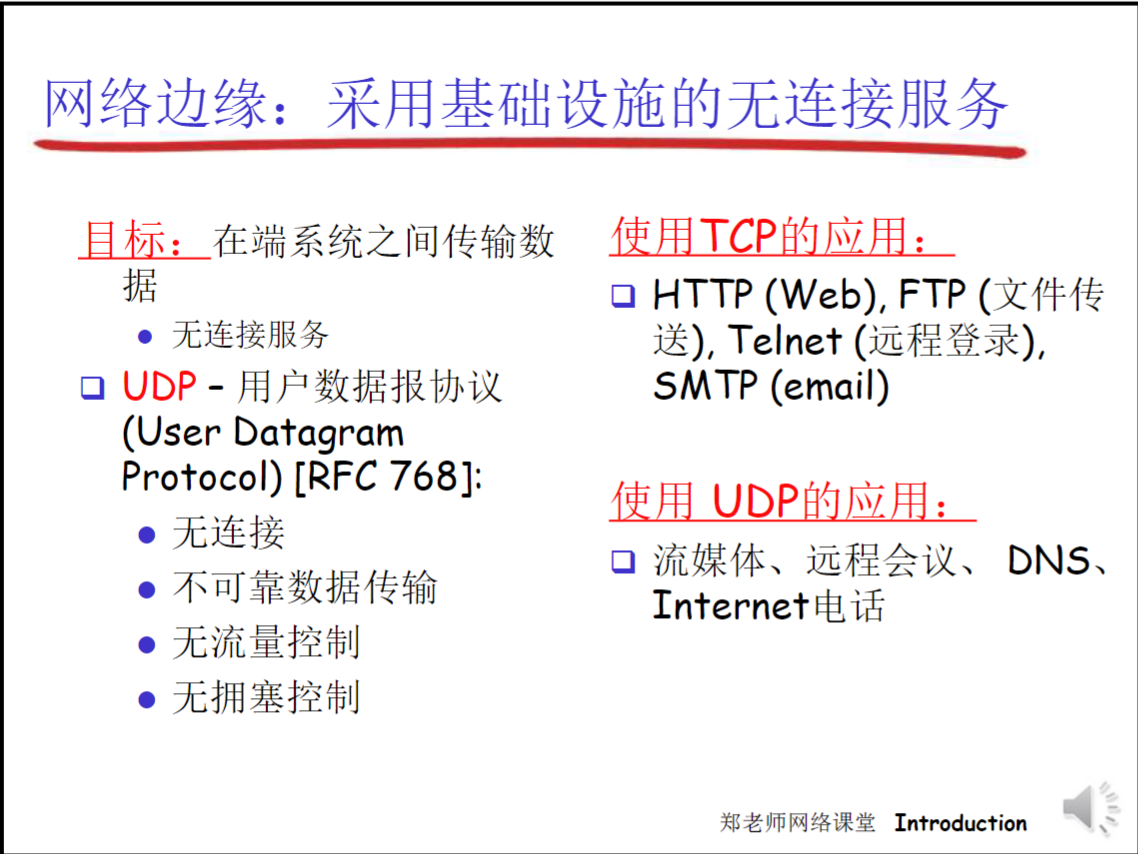 网络边缘：采用基础设施的无连接服务
目标：在端系统之间传输数
据
无连接服务
UDP – 用户数据报协议
(User Datagram
Protocol) [RFC 768]:
无连接
不可靠数据传输
无流量控制
无拥塞控制
使用TCP的应用：
HTTP (Web), FTP (文件传
送), Telnet (远程登录),
SMTP (email)
使用 UDP的应用：
流媒体、远程会议、 DNS、
Internet电话
郑老师网络课堂 Introduction